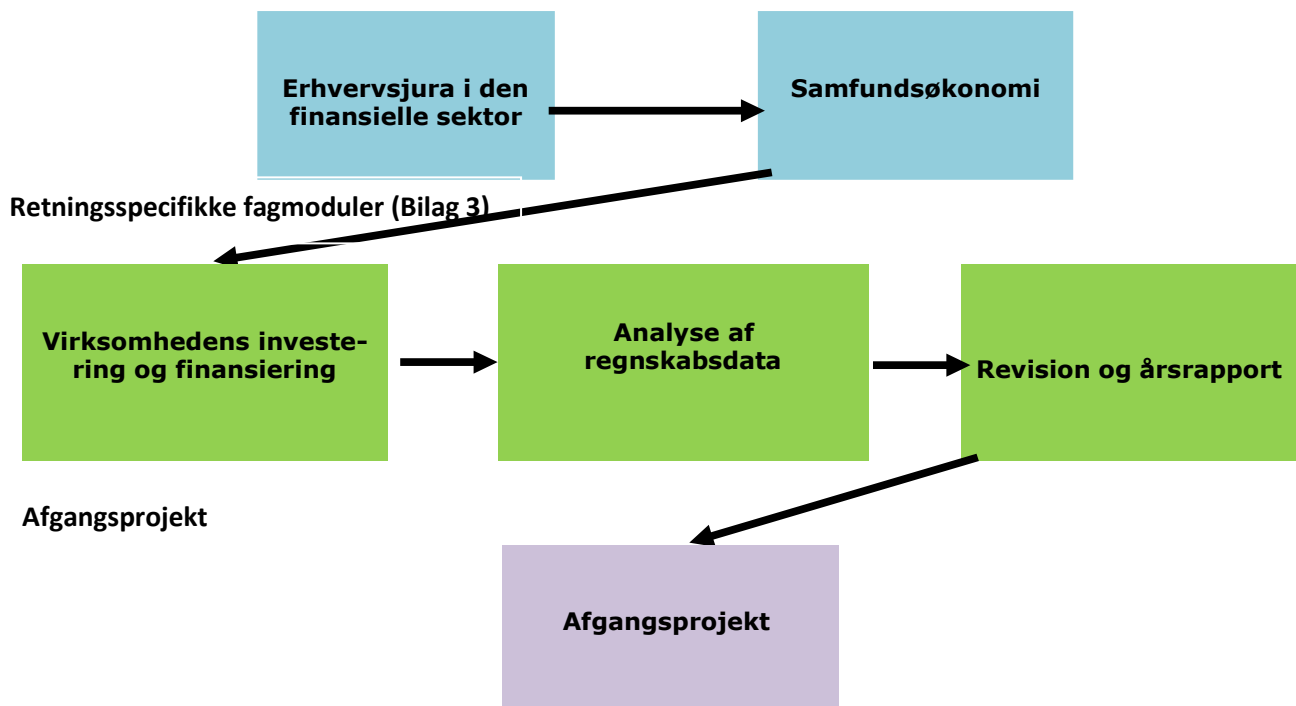 Erhvervsjura i den
finansielle sektor
Samfundsøkonomi
Retningsspecifikke fagmoduler (Bilag 3)
Virksomhedens investe-
ring og finansiering
Analyse af
regnskabsdata
Revision og årsrapport
Afgangsprojekt
Afgangsprojekt